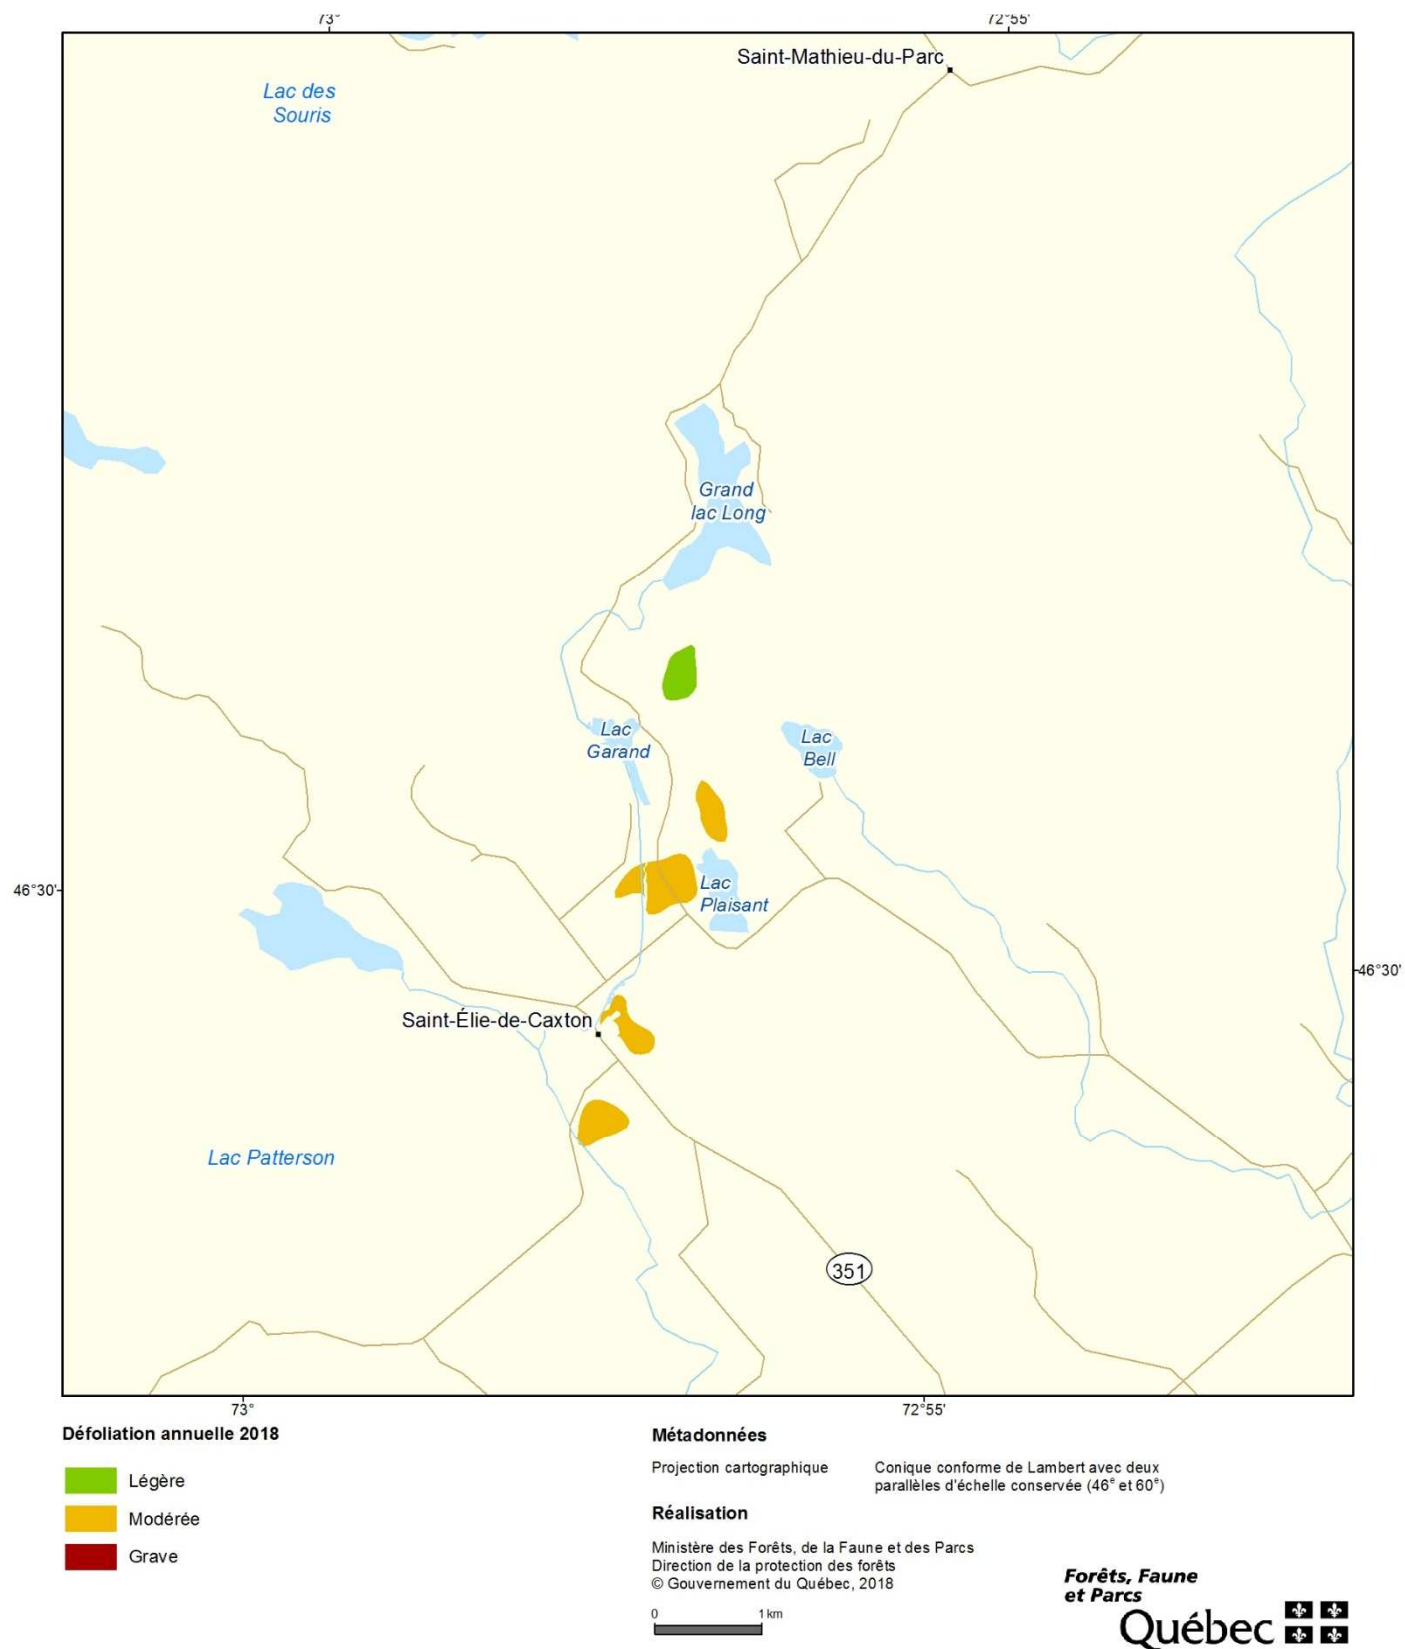 73°
72°55'
Saint-Mathieu-du-Parc
Lac des
Souris
Grand
lac Long
Lac
Garand
Lac
Bell
46°30'
Lac
Plaisant
46°30'
Saint-Élie-de-Caxton
Lac Patterson
351
73°
72°55'
Défoliation annuelle 2018
Légère
Modérée
Grave
Métadonnées
Projection cartographique
Conique conforme de Lambert avec deux
parallèles d'échelle conservée (46e et 60e)
Réalisation
Ministère des Forêts, de la Faune et des Parcs
Direction de la protection des forêts
© Gouvernement du Québec, 2018
0 1 km
Forêts, Faune
et Parcs
Québec